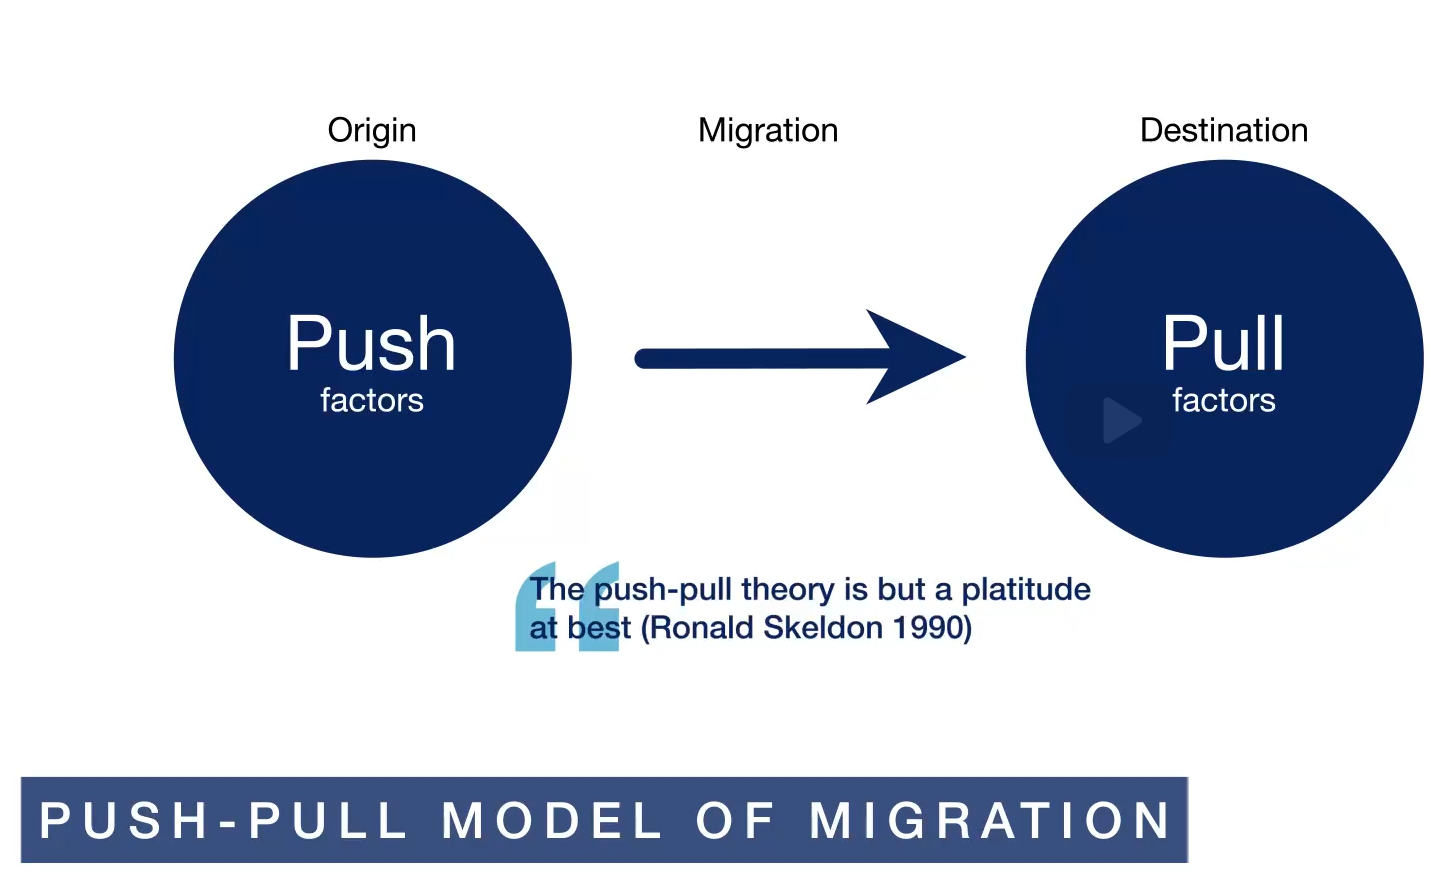 Origin
Migration
Destination
Push
factors
Pull
factors
The push-pull theory is but a platitude
at best (Ronald Skeldon 1990)
PUSH-PULL MODEL OF MIGRATION